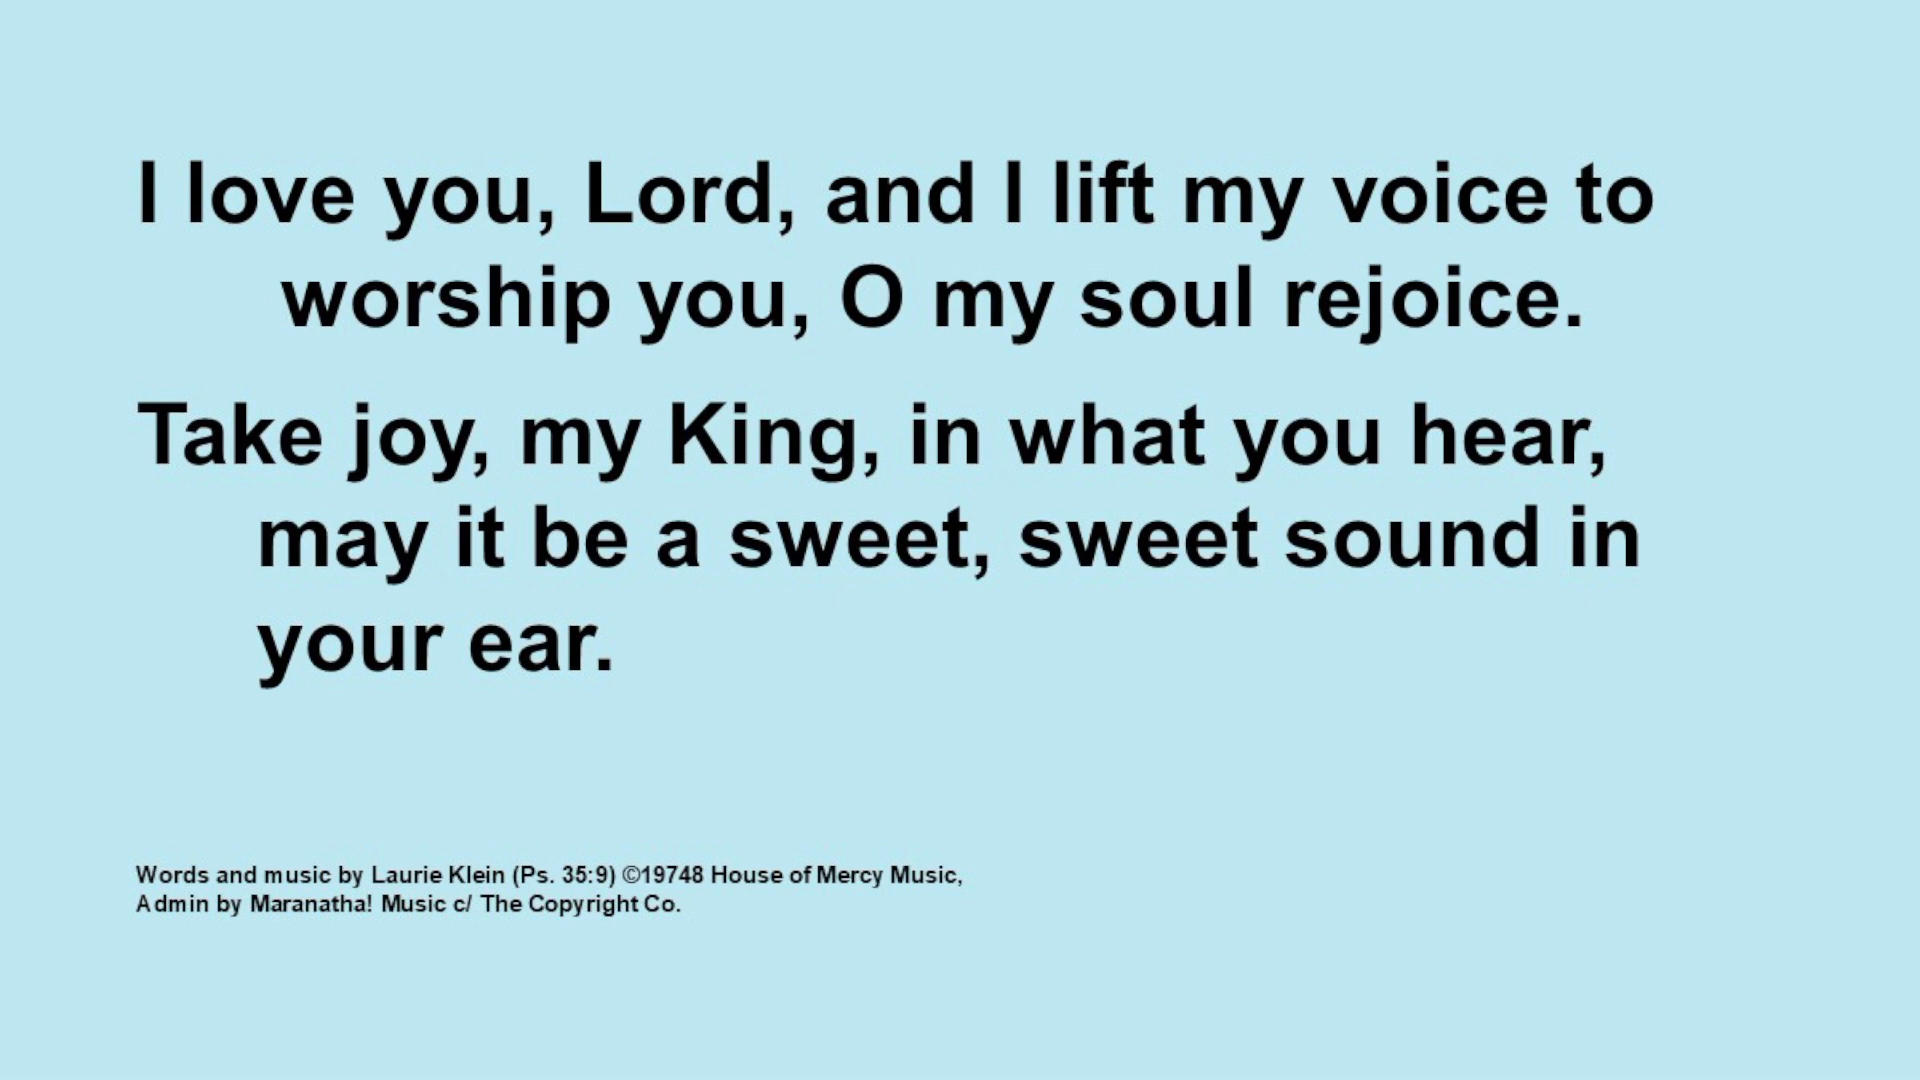 I love you, Lord, and I lift my voice to
worship you, O my soul rejoice.
Take joy, my King, in what you hear,
may it be a sweet, sweet sound in
your ear.
Words and music by Laurie Klein (Ps. 35:9) ©19748 House of Mercy Music,
Admin by Maranatha! Music c/ The Copyright Co.